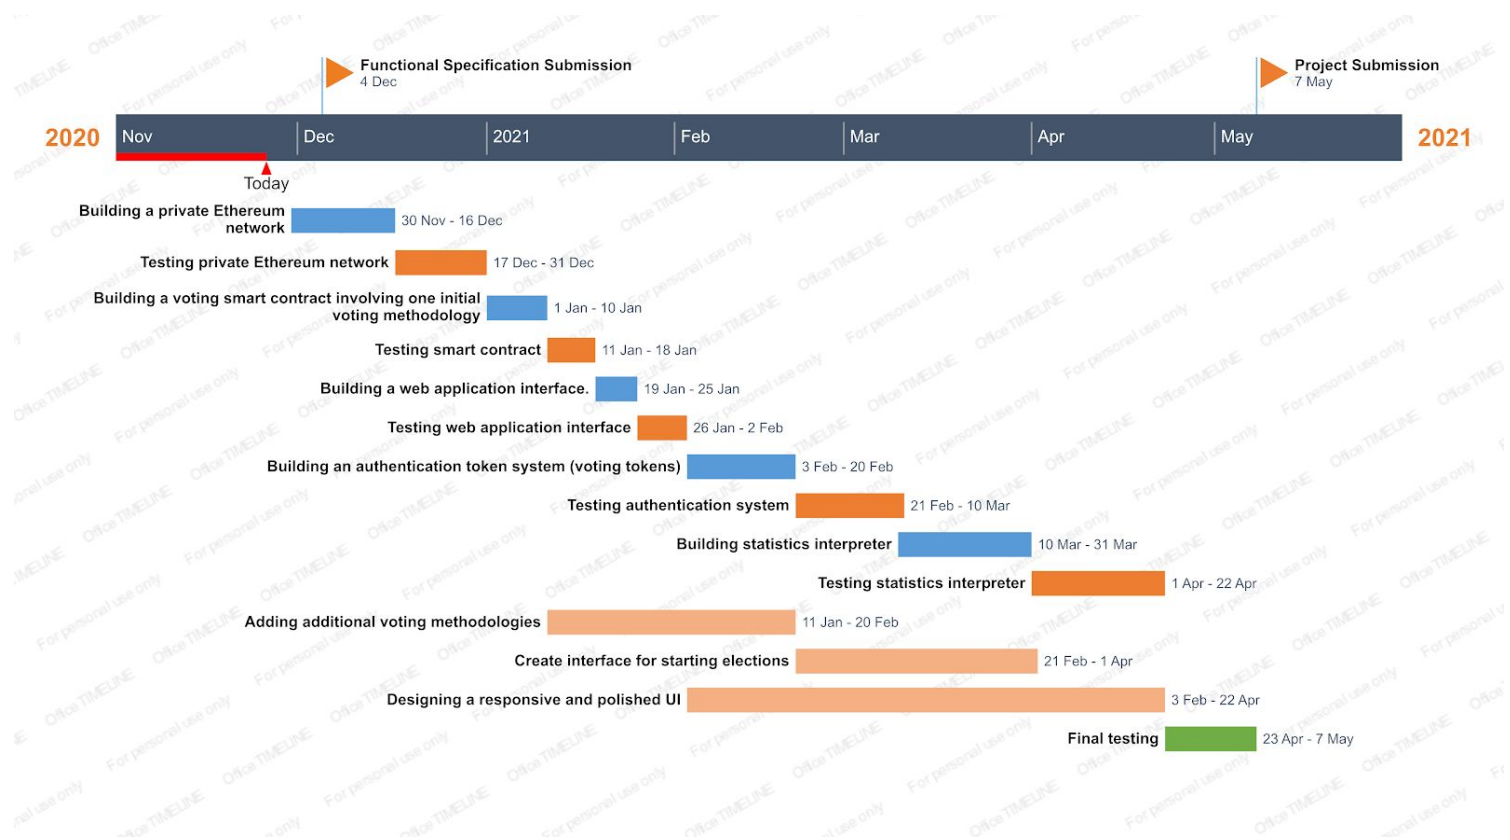 Functional Specification Submission
4 Dec
Project Submission
7 May
2020
Nov
Dec
2021
Feb
Mar
Apr
May
2021
Today
Building a private Ethereum
network
30 Nov - 16 Dec
Testing private Ethereum network
17 Dec - 31 Dec
Building a voting smart contract involving one initial
voting methodology
1 Jan - 10 Jan
Testing smart contract
11 Jan - 18 Jan
Building a web application interface.
19 Jan - 25 Jan
Testing web application interface
26 Jan - 2 Feb
Building an authentication token system (voting tokens)
3 Feb - 20 Feb
Testing authentication system
21 Feb - 10 Mar
Building statistics interpreter
10 Mar - 31 Mar
Testing statistics interpreter
1 Apr - 22 Apr
Adding additional voting methodologies
11 Jan - 20 Feb
Create interface for starting elections
21 Feb - 1 Apr
Designing a responsive and polished UI
3 Feb - 22 Apr
Final testing
23 Apr - 7 May
Office TIMELINE
For personal use only